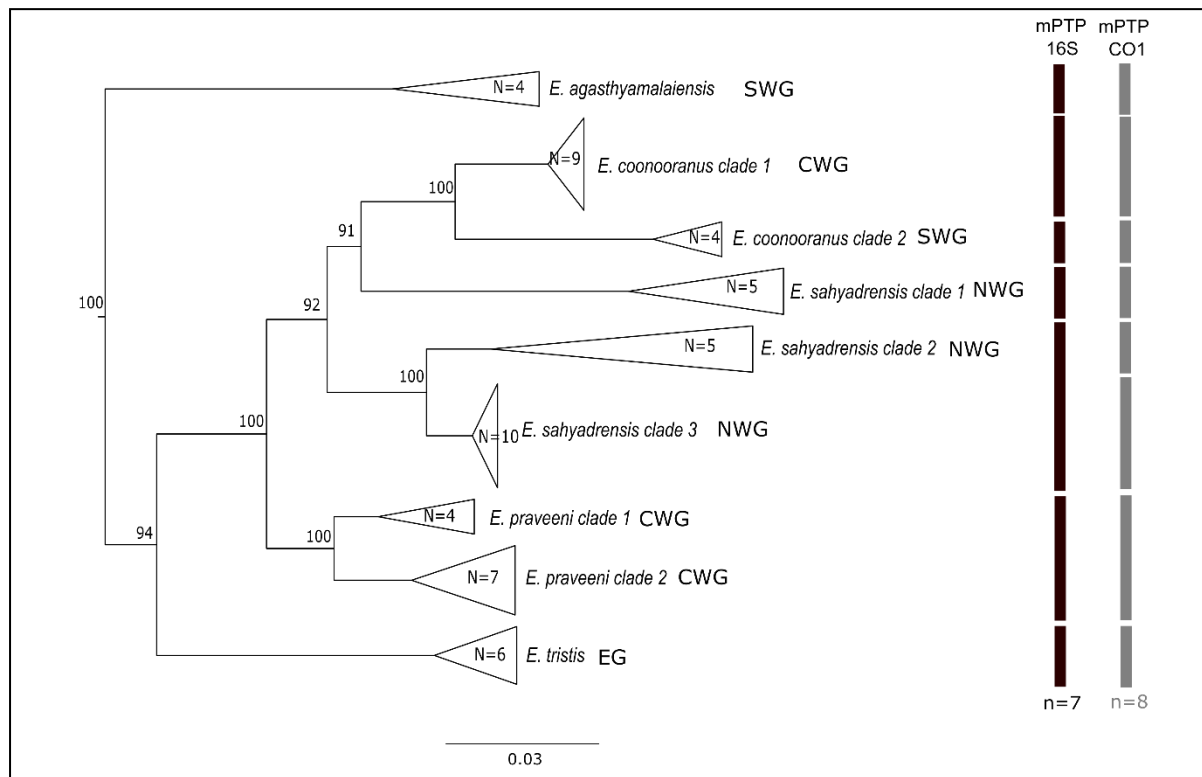 mPTP
16S
mPTP
CO1
N=4 E. agasthyamalaiensis SWG
N=9 E. coonooranus clade 1 CWG
100
N=4 E. coonooranus clade 2 SWG
91
N=5 E. sahyadrensis clade 1 NWG
100
92
N=5 E. sahyadrensis clade 2 NWG
100
100
N=10 E. sahyadrensis clade 3 NWG
N=4 E. praveeni clade 1 CWG
94
100
N=7 E. praveeni clade 2 CWG
N=6 E. tristis EG
n=7
n=8
0.03